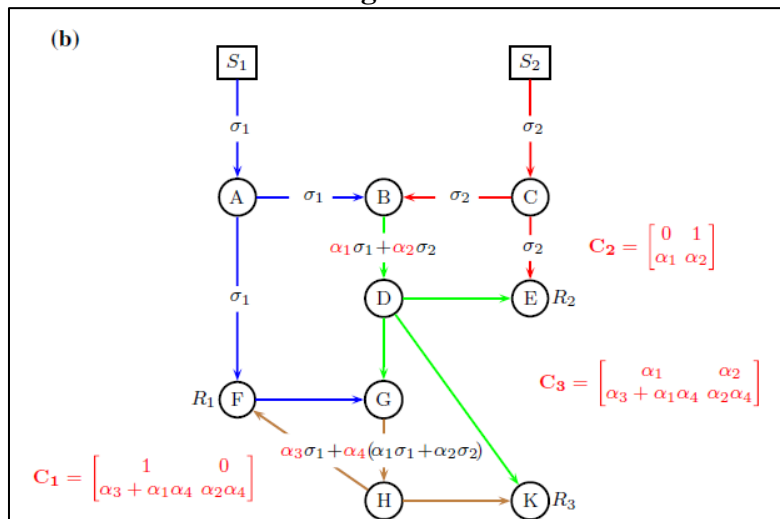 (b)
S₁ S₂
σ₁ σ₂
A σ₁ B σ₂ C
α₁σ₁+α₂σ₂ σ₂ C₂ = [0 1; α₁ α₂]
σ₁ D E R₂
C₃ = [α₁ α₂; α₃ + α₁α₄ α₂α₄]
R₁ F G
α₃σ₁+α₄(α₁σ₁+α₂σ₂)
C₁ = [1 0; α₃ + α₁α₄ α₂α₄]
H K R₃